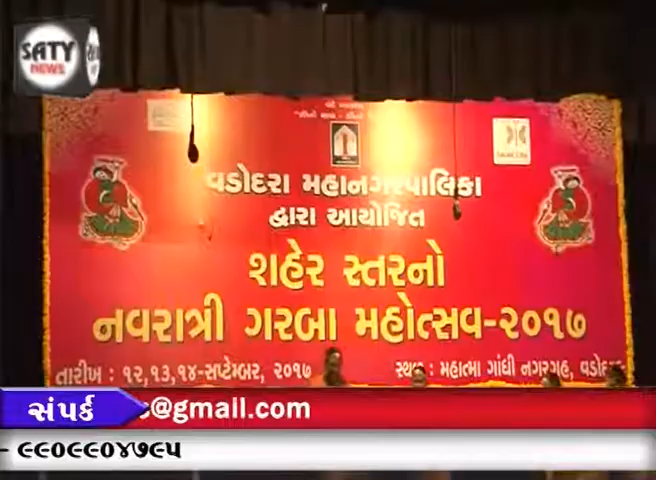 SATY
NEWS
વડોદરા મહાનગરપાલિકા
દ્વારા આયોજિત
શહેર સ્તરનો
નવરાત્રી ગરબા મહોત્સવ-૨૦૧૭
તારીખ : ૧૨,૧૩,૧૪-સપ્ટેમ્બર, ૨૦૧૭
સ્થળ : મહાત્મા ગાંધી નગરગૃહ,
સંપર્ક
s@gmail.com
- ૯૯૦૯૯૦૪૭૯૫